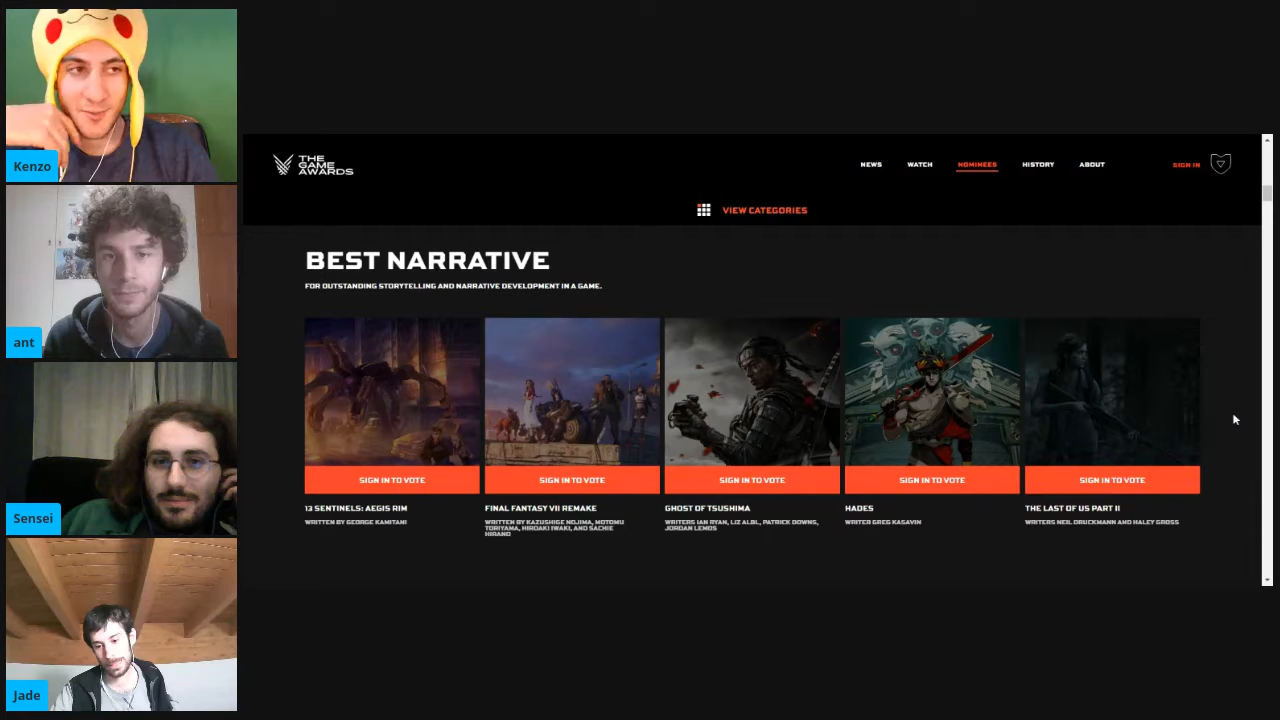 Kenzo
ant
Sensei
Jade
THE
GAME
AWARDS
NEWS WATCH NOMINEES HISTORY ABOUT SIGN IN
VIEW CATEGORIES
BEST NARRATIVE
FOR OUTSTANDING STORYTELLING AND NARRATIVE DEVELOPMENT IN A GAME.
SIGN IN TO VOTE
13 SENTINELS: AEGIS RIM
WRITTEN BY GEORGE KAMITANI
SIGN IN TO VOTE
FINAL FANTASY VII REMAKE
WRITTEN BY KAZUSHIGE NOJIMA, MOTOMU
TORIYAMA, HIROAKI IWAKI, AND SACHIE
HIRANO
SIGN IN TO VOTE
GHOST OF TSUSHIMA
WRITERS IAN RYAN, LIZ ALBL, PATRICK DOWNS,
JORDAN LEMOS
SIGN IN TO VOTE
HADES
WRITER GREG KASAVIN
SIGN IN TO VOTE
THE LAST OF US PART II
WRITERS NEIL DRUCKMANN AND HALEY GROSS